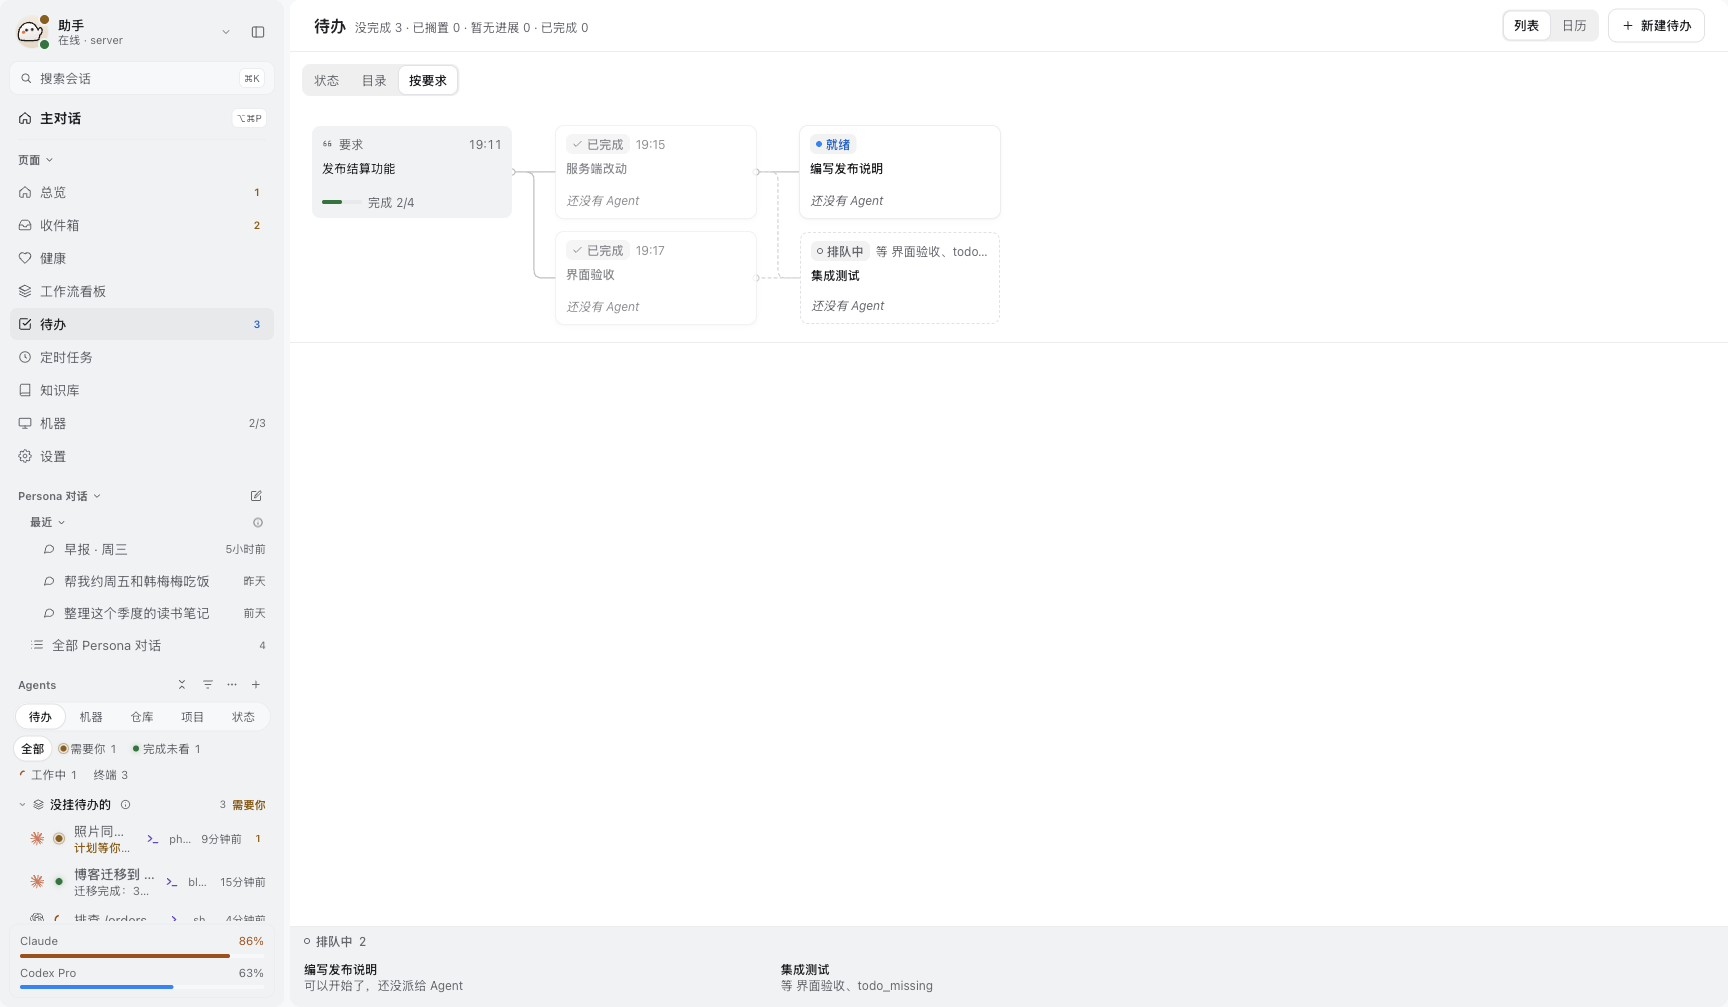 助手
在线 · server
搜索会话 ⌘K
主对话 ⌥⌘P
页面
总览 1
收件箱 2
健康
工作流看板
待办 3
定时任务
知识库
机器 2/3
设置
Persona 对话
最近
早报 · 周三 5小时前
帮我约周五和韩梅梅吃饭 昨天
整理这个季度的读书笔记 前天
全部 Persona 对话 4
Agents
待办 机器 仓库 项目 状态
全部 需要你 1 完成未看 1
工作中 1 终端 3
没挂待办的 3 需要你
照片同... ph... 9分钟前 1
计划等你...
博客迁移到 ... bl... 15分钟前
迁移完成：3...
排查 /orders sh 4分钟前
Claude 86%
Codex Pro 63%
待办 没完成 3 · 已搁置 0 · 暂无进展 0 · 已完成 0
列表 日历 + 新建待办
状态 目录 按要求
要求 19:11
发布结算功能
完成 2/4
已完成 19:15
服务端改动
还没有 Agent
已完成 19:17
界面验收
还没有 Agent
就绪
编写发布说明
还没有 Agent
排队中 等 界面验收、todo...
集成测试
还没有 Agent
排队中 2
编写发布说明
可以开始了，还没派给 Agent
集成测试
等 界面验收、todo_missing